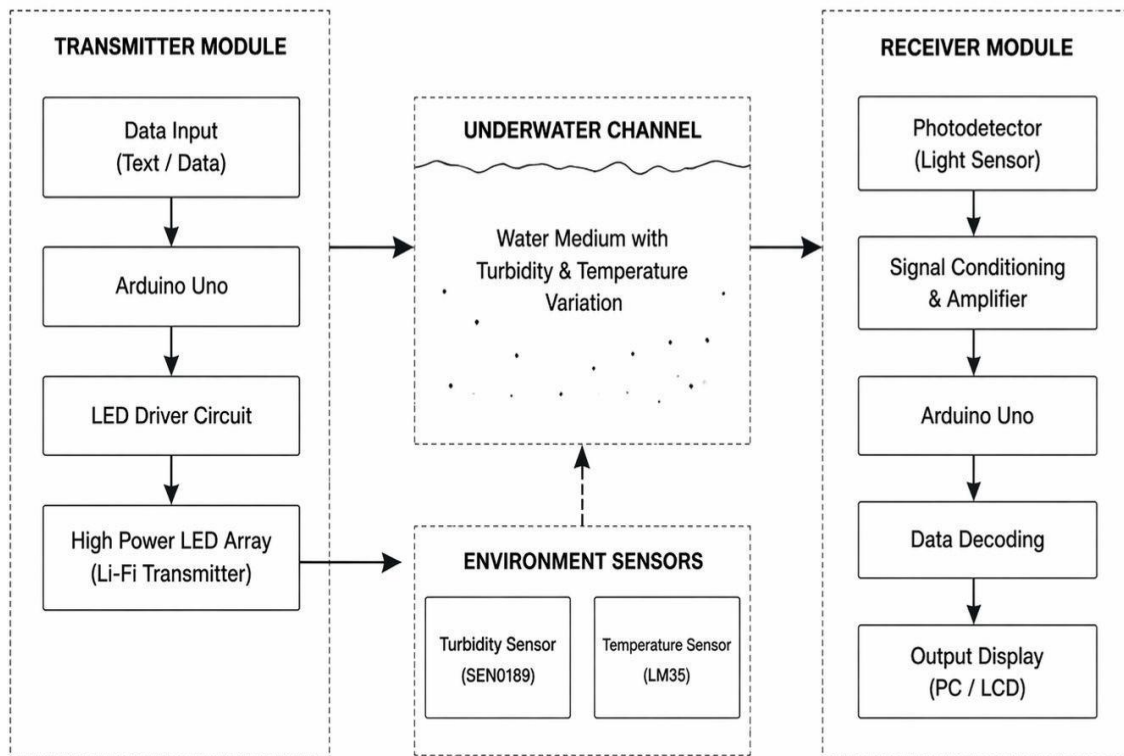 TRANSMITTER MODULE
Data Input
(Text / Data)
Arduino Uno
LED Driver Circuit
High Power LED Array
(Li-Fi Transmitter)
UNDERWATER CHANNEL
Water Medium with
Turbidity & Temperature
Variation
ENVIRONMENT SENSORS
Turbidity Sensor
(SEN0189)
Temperature Sensor
(LM35)
RECEIVER MODULE
Photodetector
(Light Sensor)
Signal Conditioning
& Amplifier
Arduino Uno
Data Decoding
Output Display
(PC / LCD)